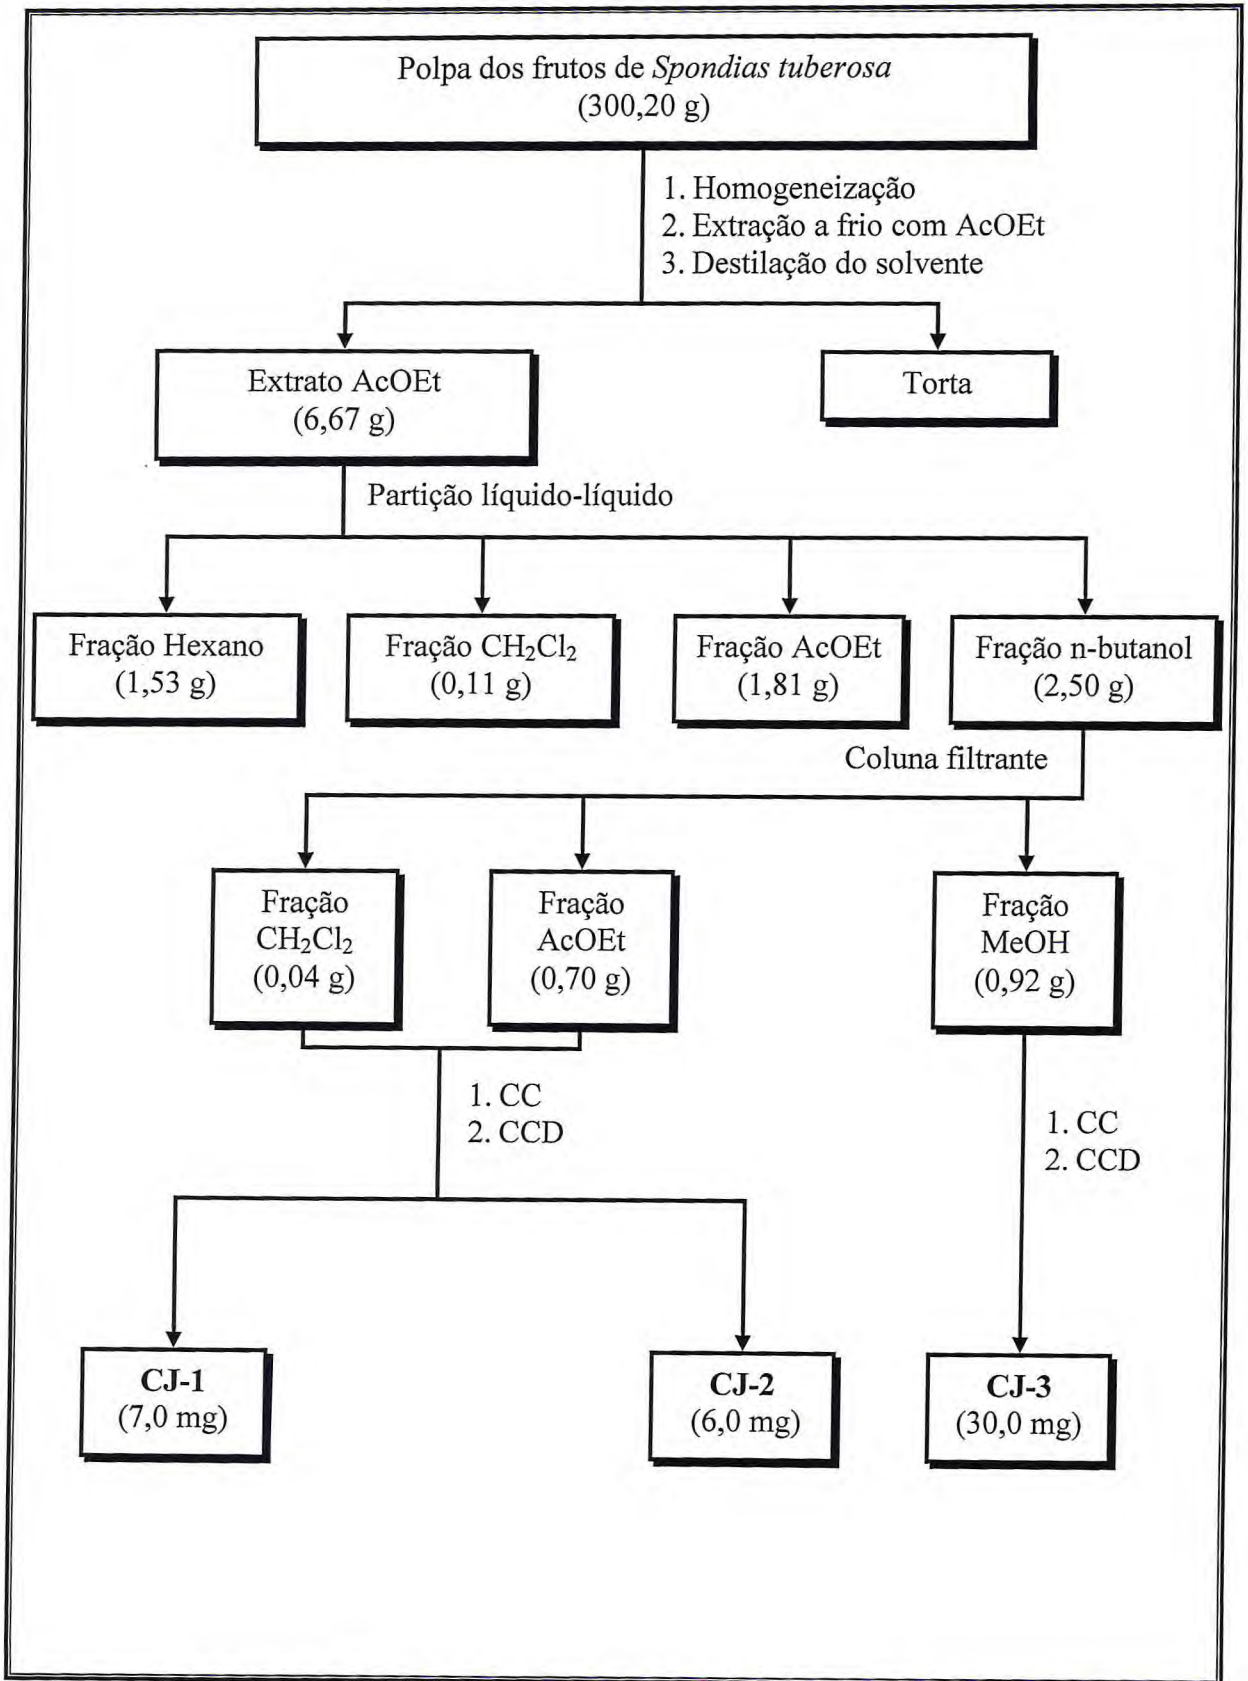 Polpa dos frutos de Spondias tuberosa
(300,20 g)
1. Homogeneização
2. Extração a frio com AcOEt
3. Destilação do solvente
Extrato AcOEt
(6,67 g)
Torta
Partição líquido-líquido
Fração Hexano
(1,53 g)
Fração CH₂Cl₂
(0,11 g)
Fração AcOEt
(1,81 g)
Fração n-butanol
(2,50 g)
Coluna filtrante
Fração
CH₂Cl₂
(0,04 g)
Fração
AcOEt
(0,70 g)
Fração
MeOH
(0,92 g)
1. CC
2. CCD
1. CC
2. CCD
CJ-1
(7,0 mg)
CJ-2
(6,0 mg)
CJ-3
(30,0 mg)